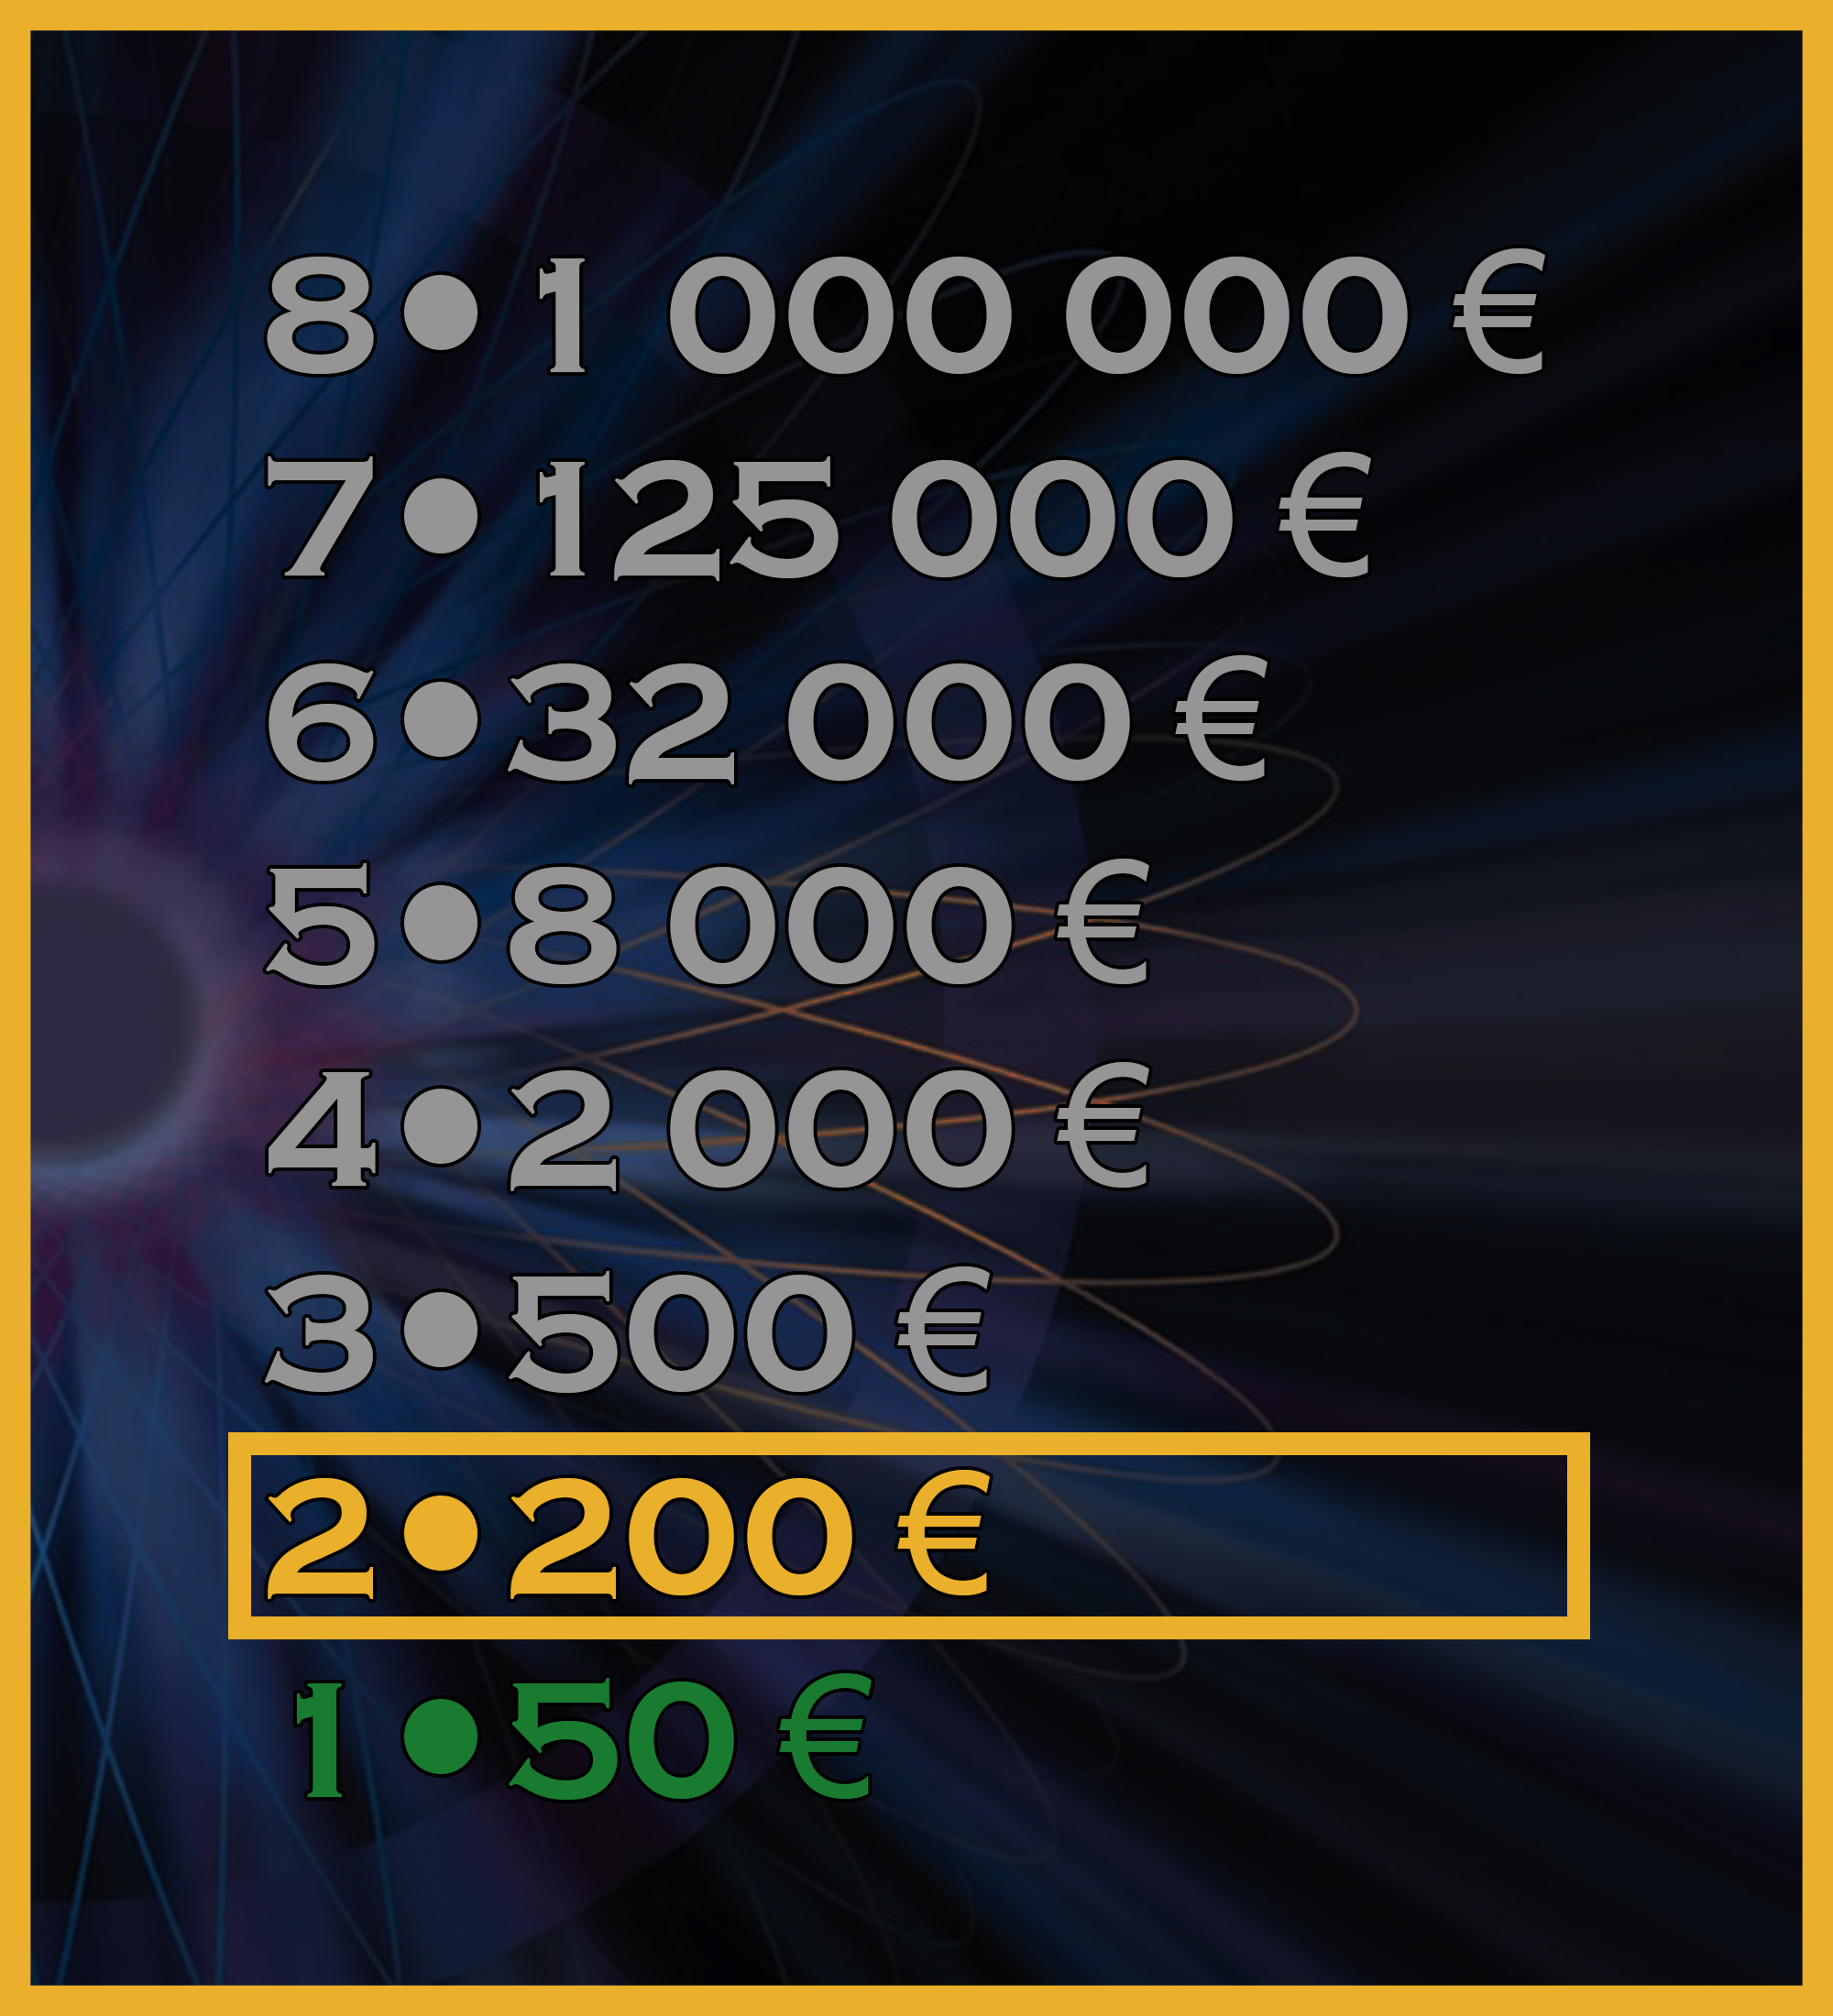 8•1 000 000 €
7•125 000 €
6•32 000 €
5•8 000 €
4•2 000 €
3•500 €
2•200 €
1•50 €